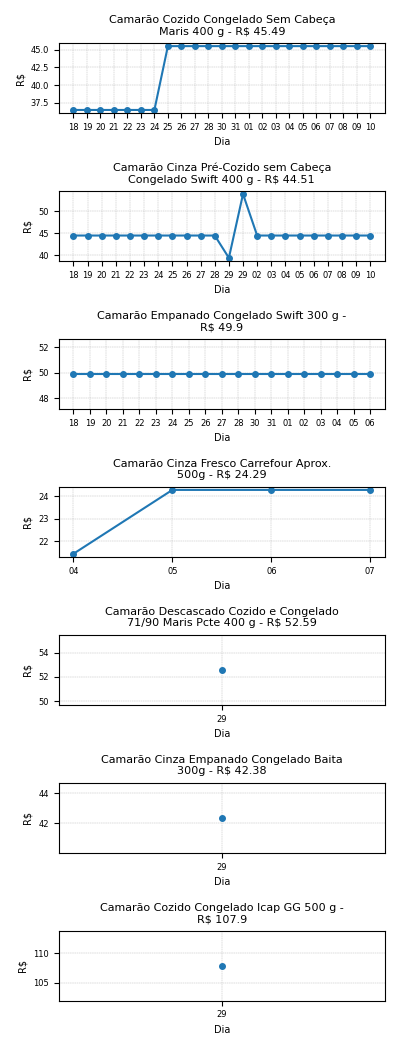 Camarão Cozido Congelado Sem Cabeça
Maris 400 g - R$ 45.49
45.0
42.5
40.0
37.5
R$
18 19 20 21 22 23 24 25 26 27 28 29 30 31 01 02 03 04 05 06 07 09 10
Dia
Camarão Cinza Pré-Cozido sem Cabeça
Congelado Swift 400 g - R$ 44.51
50
45
40
R$
18 19 20 21 22 23 24 25 26 27 28 29 29 02 03 04 05 06 07 08 09 10
Dia
Camarão Empanado Congelado Swift 300 g -
R$ 49.9
52
50
48
R$
18 19 20 21 22 23 24 25 26 27 28 30 31 01 02 03 04 05 06
Dia
Camarão Cinza Fresco Carrefour Aprox.
500g - R$ 24.29
24
23
22
R$
04 05 06 07
Dia
Camarão Descascado Cozido e Congelado
71/90 Maris Pcte 400 g - R$ 52.59
54
52
50
R$
29
Dia
Camarão Cinza Empanado Congelado Baita
300g - R$ 42.38
44
42
R$
29
Dia
Camarão Cozido Congelado Icap GG 500 g -
R$ 107.9
110
105
R$
29
Dia